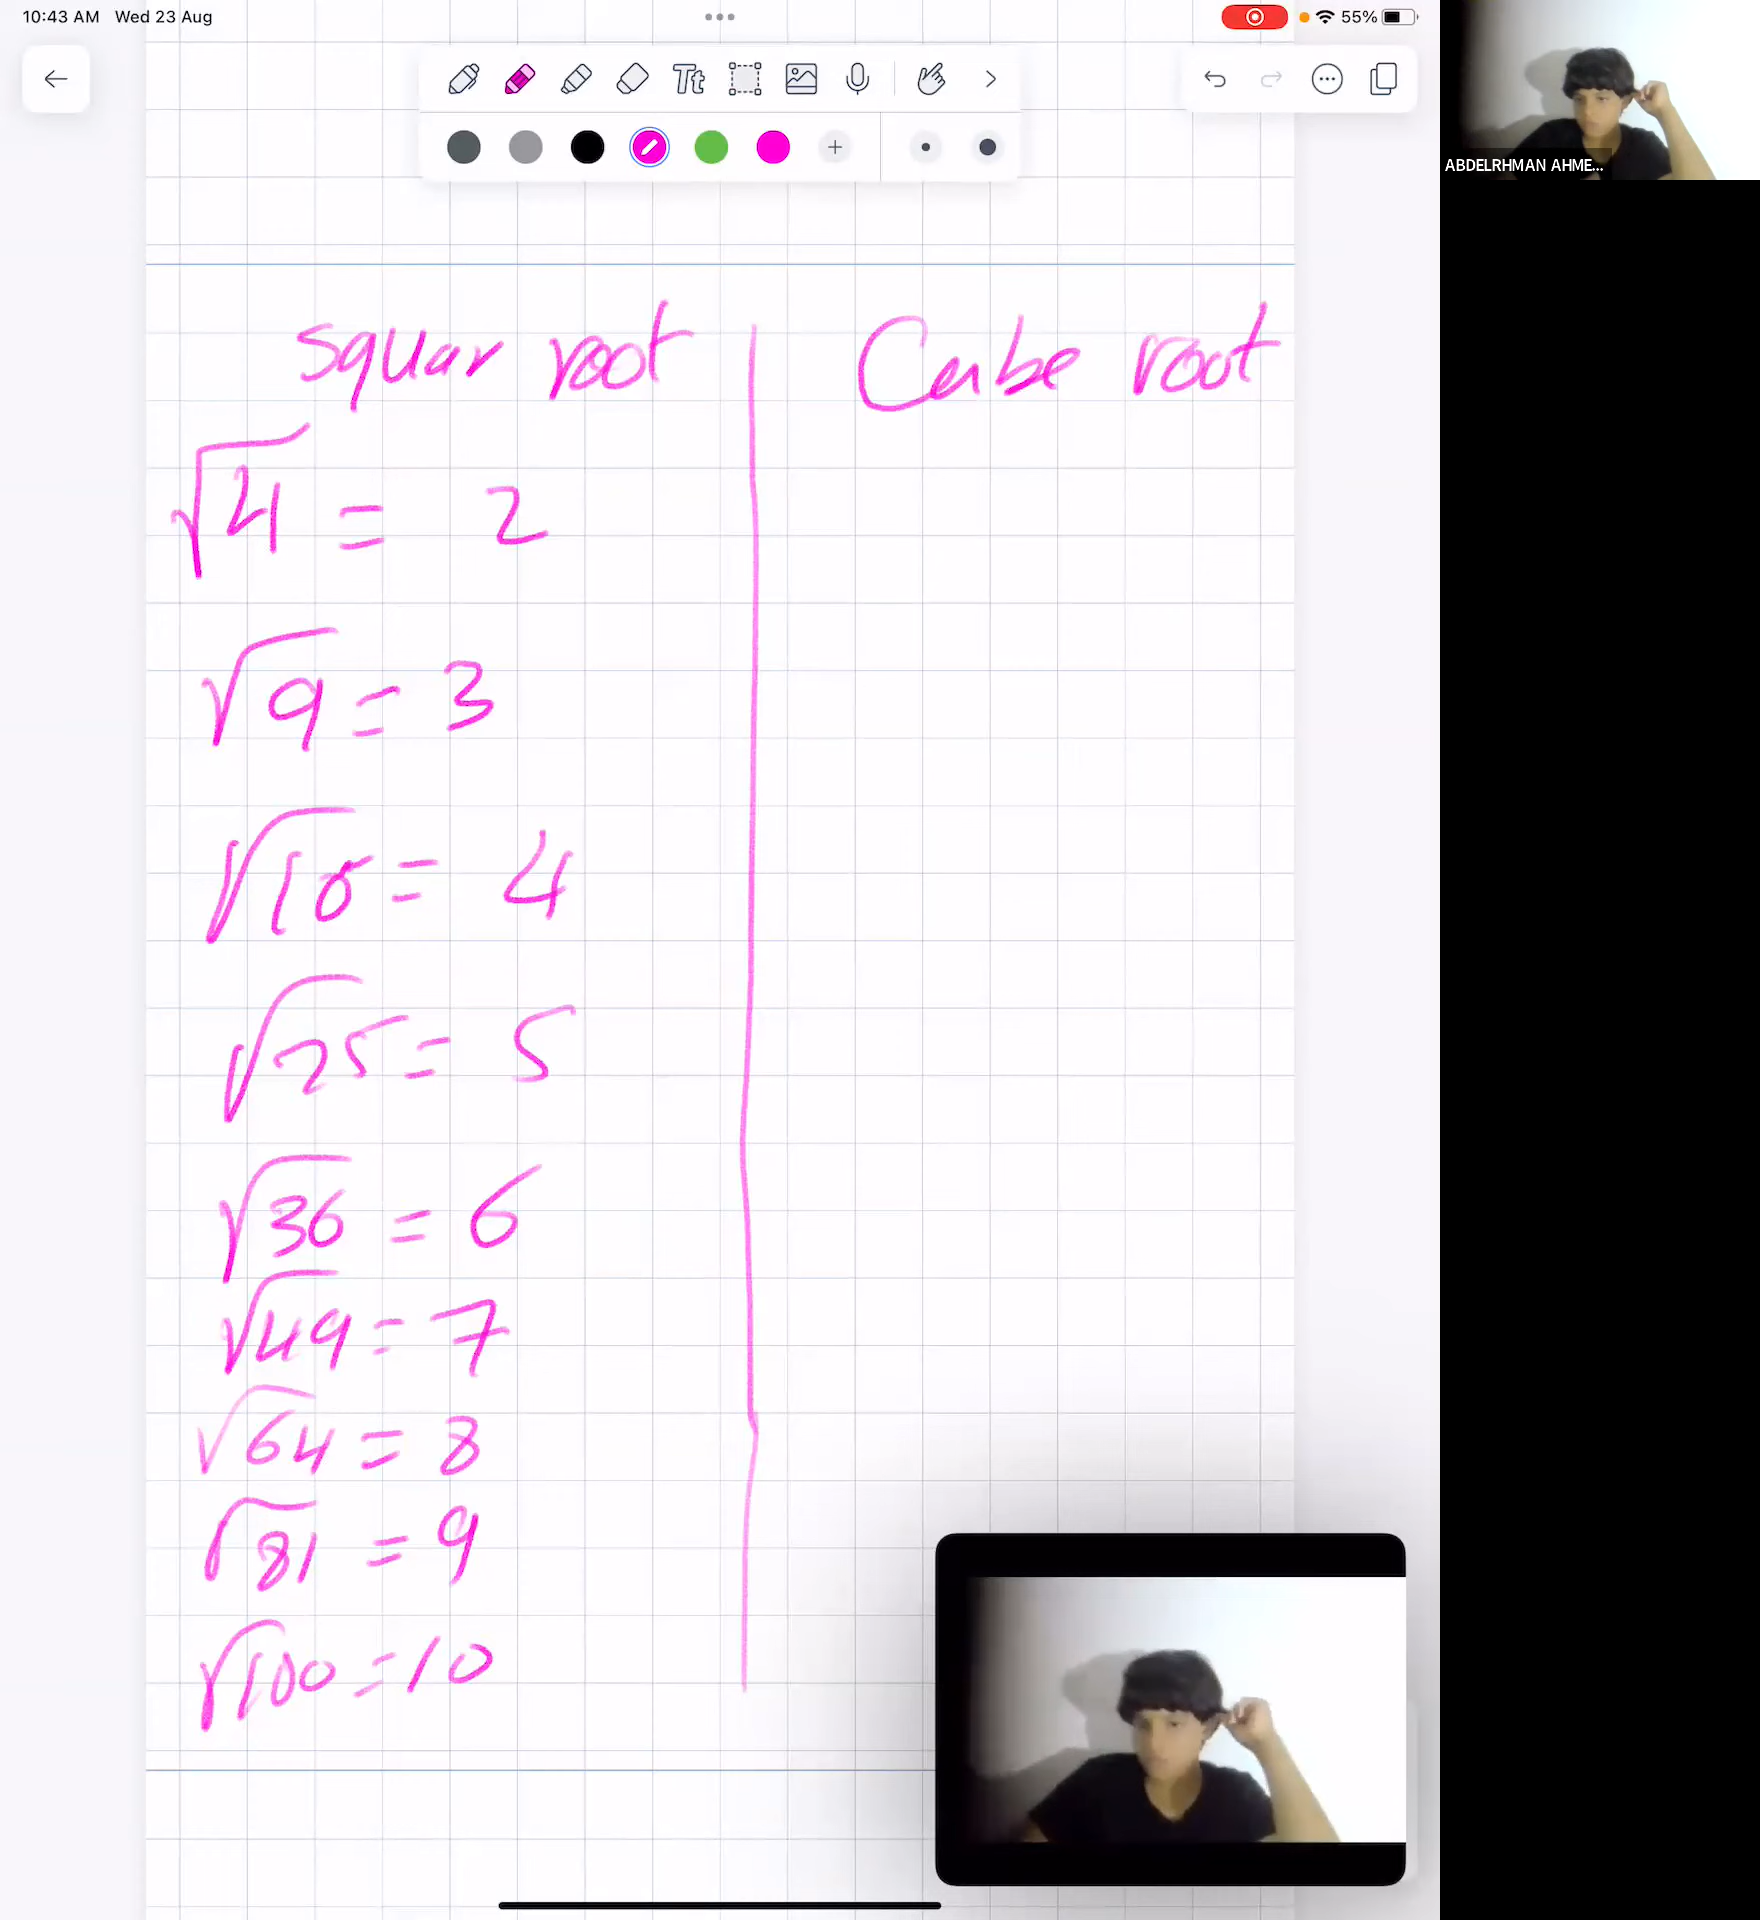 10:43 AM Wed 23 Aug
55%
Tt
ABDELRHMAN AHME...
squar root
Cube root
√4 = 2
√9 = 3
√16 = 4
√25 = 5
√36 = 6
√49 = 7
√64 = 8
√81 = 9
√100 = 10